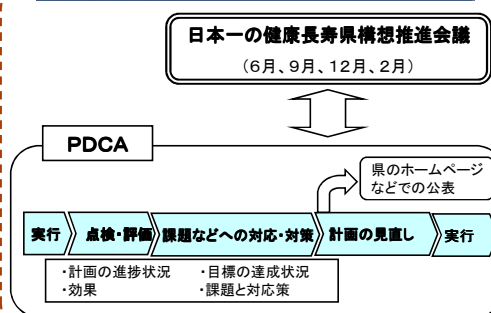 日本一の健康長寿県構想推進会議
（6月、9月、12月、2月）
PDCA
県のホームページ
などでの公表
実行 点検・評価 課題などへの対応・対策 計画の見直し 実行
・計画の進捗状況 ・目標の達成状況
・効果 ・課題と対応策